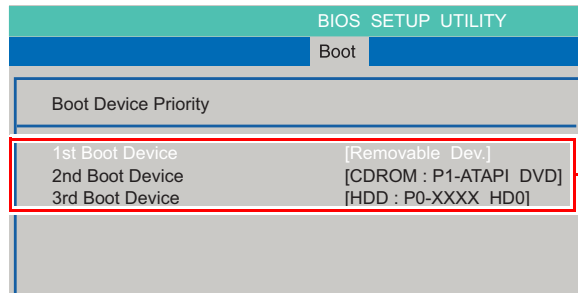 BIOS SETUP UTILITY
Boot
Boot Device Priority
1st Boot Device [Removable Dev.]
2nd Boot Device [CDROM : P1-ATAPI DVD]
3rd Boot Device [HDD : P0-XXXX HD0]